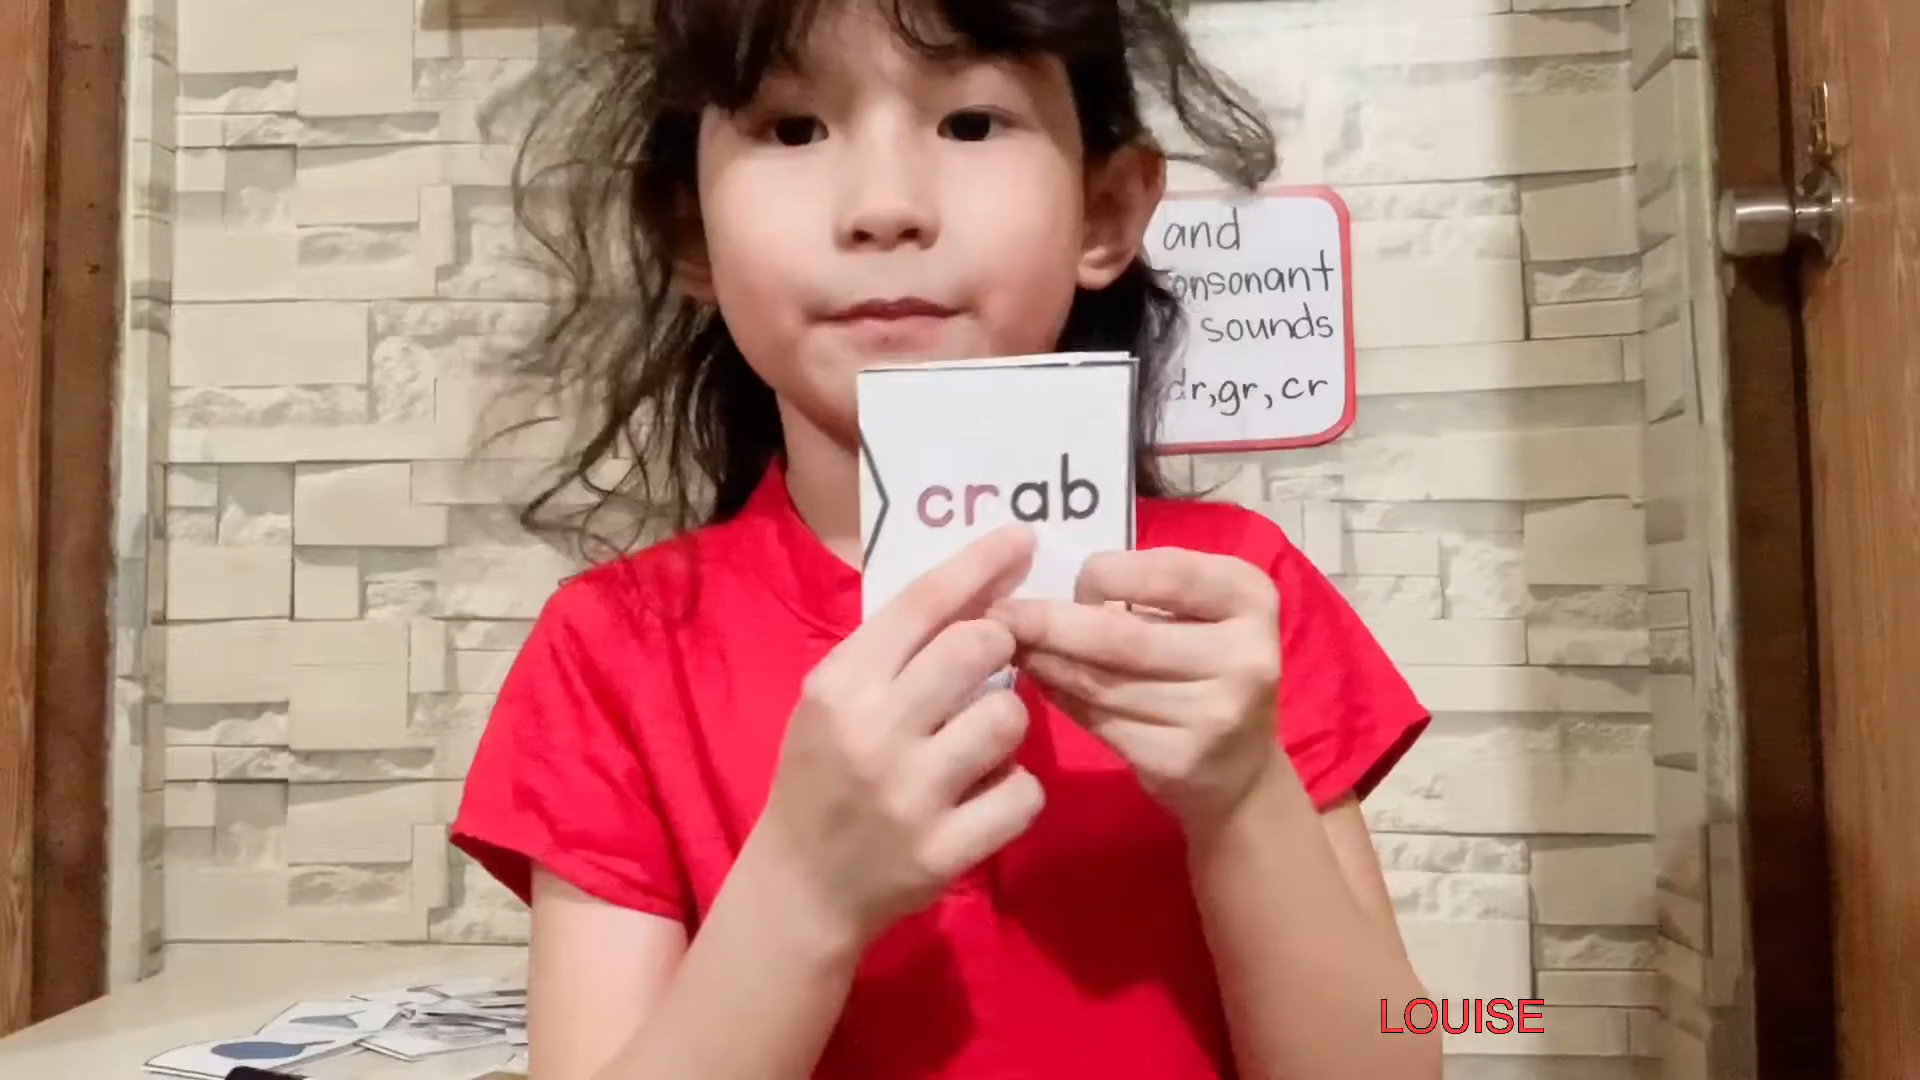 and
onsonant
sounds
dr, gr, cr
crab
LOUISE